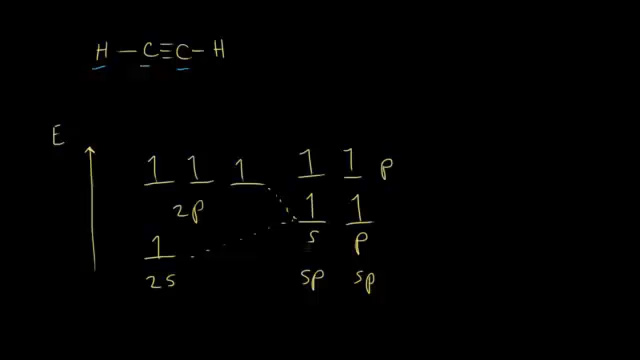 H — C ≡ C — H
E
1 1 1 1 1 p
2p 1 1
1 s p
2s sp sp